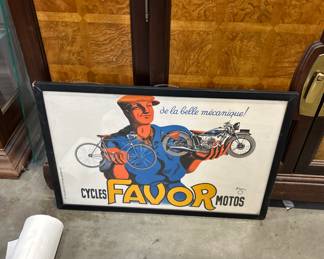 de la belle mécanique!
CYCLES FAVOR MOTOS